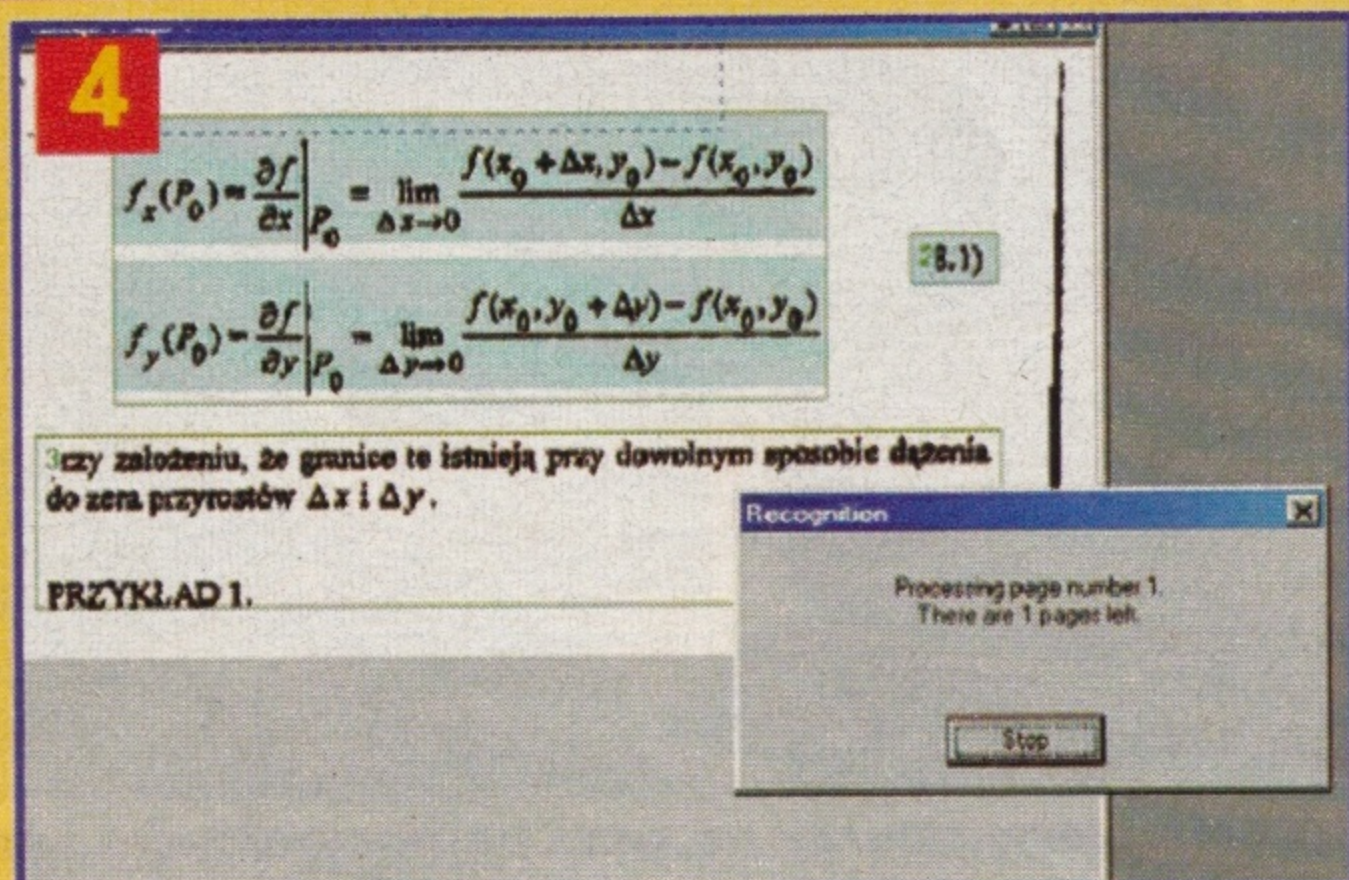 4
f_x(P_0) = ∂f/∂x |_{P_0} = lim_{Δx→0} (f(x_0 + Δx, y_0) − f(x_0, y_0))/Δx
28.1)
f_y(P_0) = ∂f/∂y |_{P_0} = lim_{Δy→0} (f(x_0, y_0 + Δy) − f(x_0, y_0))/Δy
3czy założeniu, że granice te istnieją przy dowolnym sposobie dążenia
do zera przyrostów Δx i Δy.
PRZYKŁAD 1.
Recognition
Processing page number 1.
There are 1 pages left.
Stop